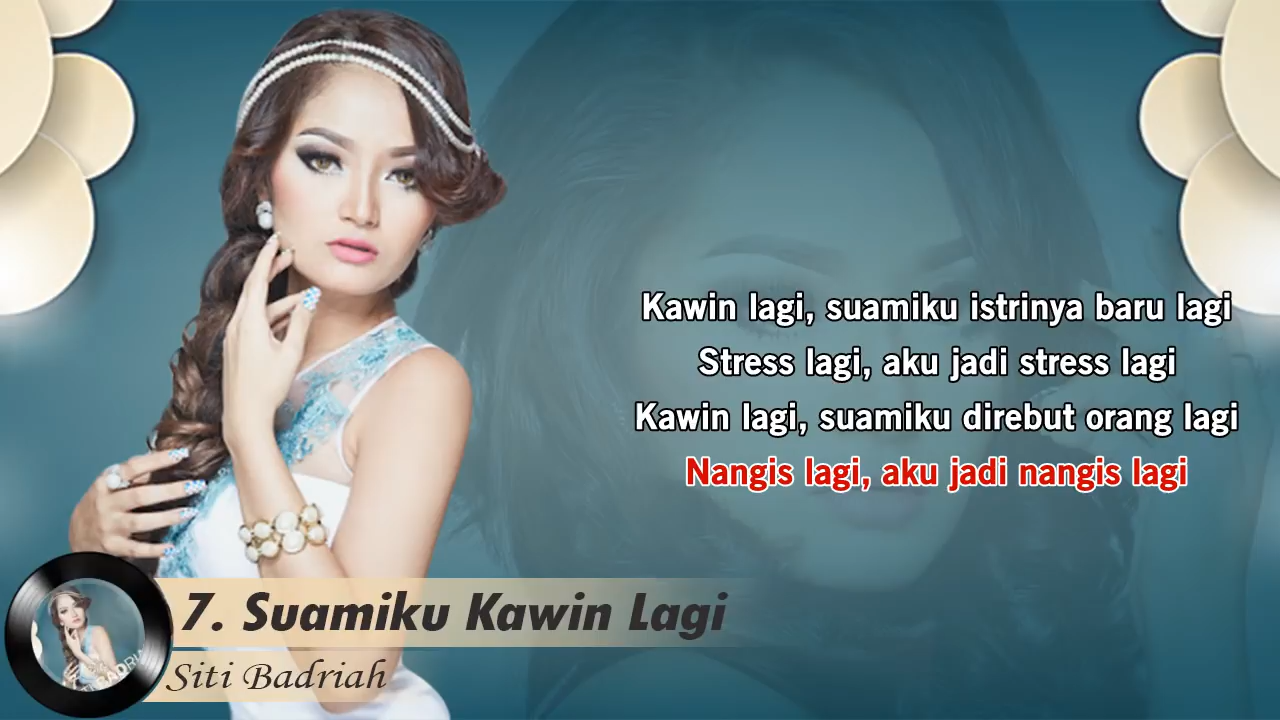 Kawin lagi, suamiku istrinya baru lagi
Stress lagi, aku jadi stress lagi
Kawin lagi, suamiku direbut orang lagi
Nangis lagi, aku jadi nangis lagi
7. Suamiku Kawin Lagi
Siti Badriah